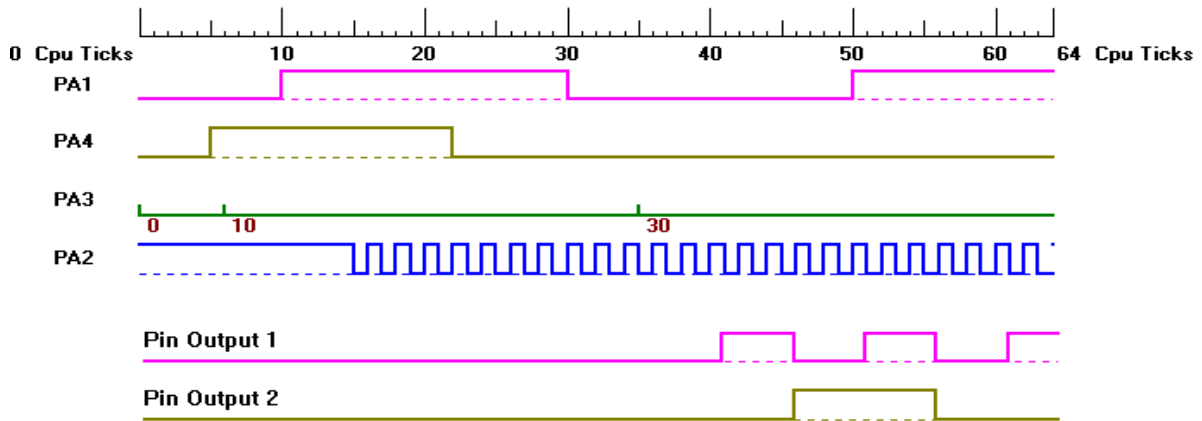 0 Cpu Ticks 10 20 30 40 50 60 64 Cpu Ticks
PA1
PA4
PA3
0 10 30
PA2
Pin Output 1
Pin Output 2